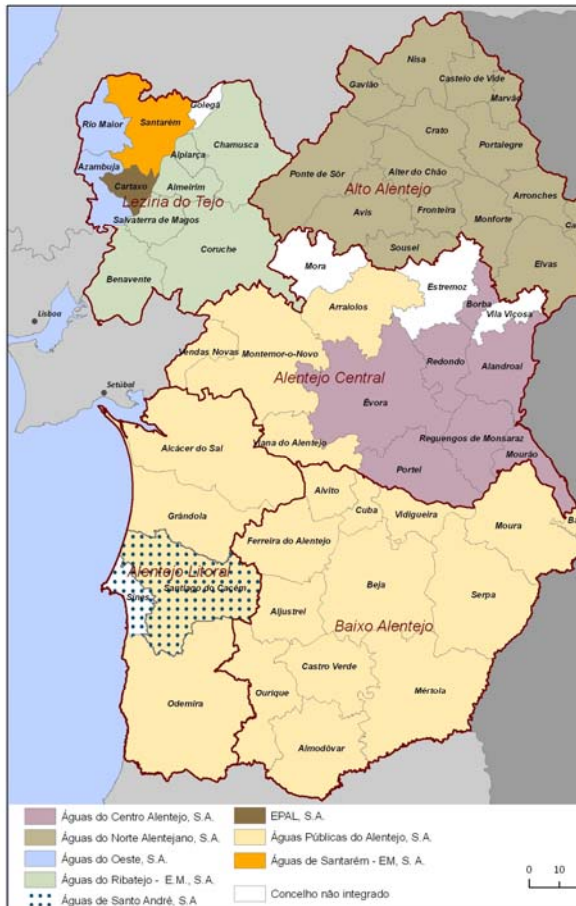 Nisa
Gavião
Castelo de Vide
Marvão
Golegã
Rio Maior
Santarém
Crato
Chamusca
Portalegre
Alpiarça
Ponte de Sôr
Alter do Chão
Azambuja
Alto Alentejo
Cartaxo
Almeirim
Arronches
Lezíria do Tejo
Avis
Fronteira
Monforte
Salvaterra de Magos
Coruche
Sousel
Elvas
Mora
Benavente
Estremoz
Arraiolos
Borba
Vila Viçosa
Lisboa
Vendas Novas
Montemor-o-Novo
Redondo
Alandroal
Alentejo Central
Setúbal
Évora
Reguengos de Monsaraz
Viana do Alentejo
Mourão
Alcácer do Sal
Portel
Alvito
Cuba
Vidigueira
Grândola
Moura
Ferreira do Alentejo
Alentejo Litoral
Santiago do Cacém
Beja
Sines
Serpa
Aljustrel
Baixo Alentejo
Castro Verde
Ourique
Mértola
Odemira
Almodôvar
Águas do Centro Alentejo, S.A.
EPAL, S.A.
Águas do Norte Alentejano, S.A.
Águas Públicas do Alentejo, S.A.
Águas do Oeste, S.A.
Águas de Santarém - EM, S. A.
Águas do Ribatejo - E.M., S.A.
Águas de Santo André, S.A
Concelho não integrado
0 10